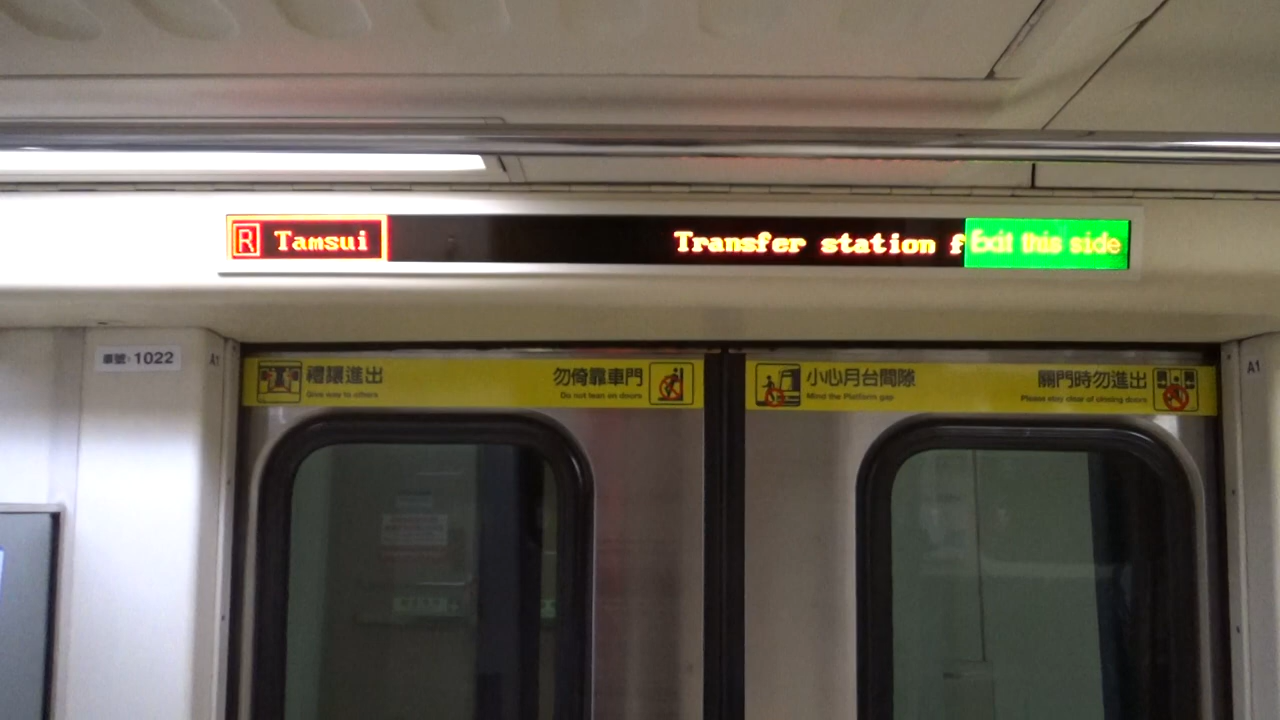 R Tamsui
Transfer station f
Exit this side
車號:1022
A1
禮讓進出
Give way to others
勿倚靠車門
Do not lean on doors
小心月台間隙
Mind the Platform gap
關門時勿進出
Please stay clear of closing doors
A1